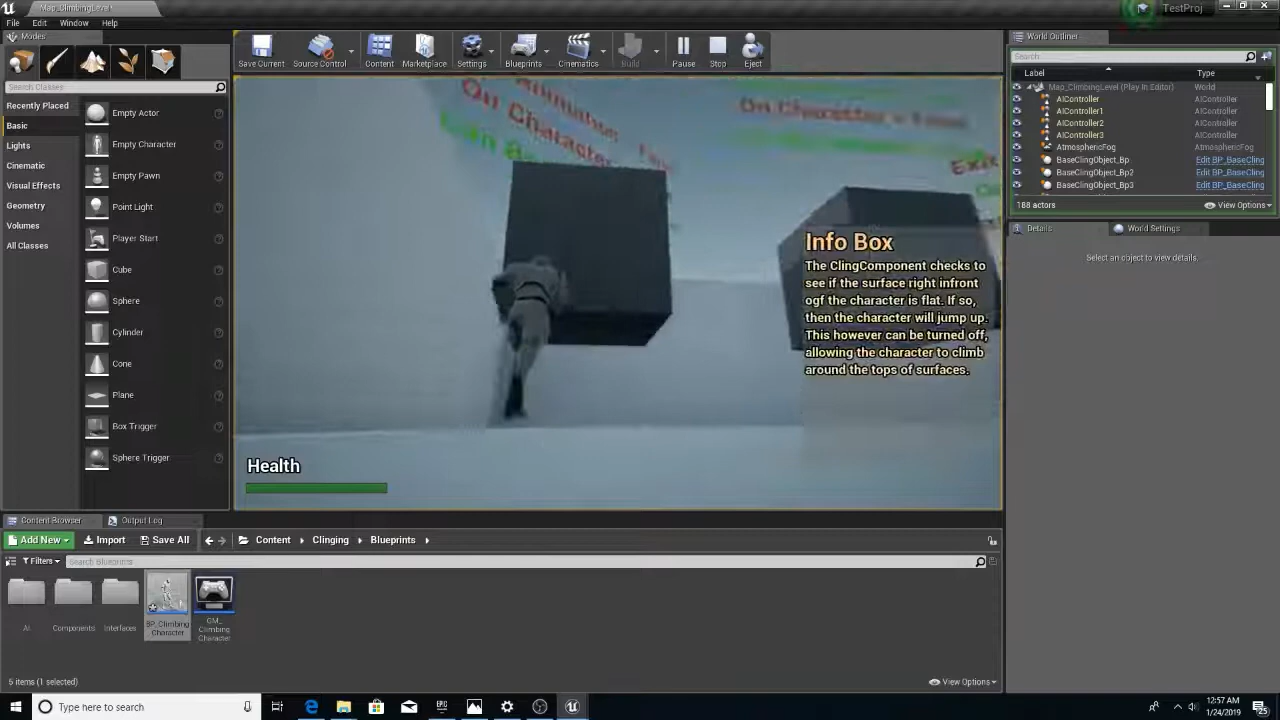 Map_ClimbingLevel*
TestProj
File Edit Window Help
Modes
Search Classes
Recently Placed
Basic
Lights
Cinematic
Visual Effects
Geometry
Volumes
All Classes
Empty Actor
Empty Character
Empty Pawn
Point Light
Player Start
Cube
Sphere
Cylinder
Cone
Plane
Box Trigger
Sphere Trigger
Save Current
Source Control
Content
Marketplace
Settings
Blueprints
Cinematics
Build
Pause
Stop
Eject
On Character
Info Box
The ClingComponent checks to
see if the surface right infront
ogf the character is flat. If so,
then the character will jump up.
This however can be turned off,
allowing the character to climb
around the tops of surfaces.
Health
World Outliner
Search
Label Type
Map_ClimbingLevel (Play In Editor) World
AIController AIController
AIController1 AIController
AIController2 AIController
AIController3 AIController
AtmosphericFog AtmosphericFog
BaseClingObject_Bp Edit BP_BaseCling
BaseClingObject_Bp2 Edit BP_BaseCling
BaseClingObject_Bp3 Edit BP_BaseCling
188 actors View Options
Details World Settings
Select an object to view details.
Content Browser Output Log
Add New Import Save All Content Clinging Blueprints
Filters Search Blueprints
AI
Components
Interfaces
BP_Climbing
Character
GM_
Climbing
Character
5 items (1 selected) View Options
Type here to search
EPIC
12:57 AM
1/24/2019
25